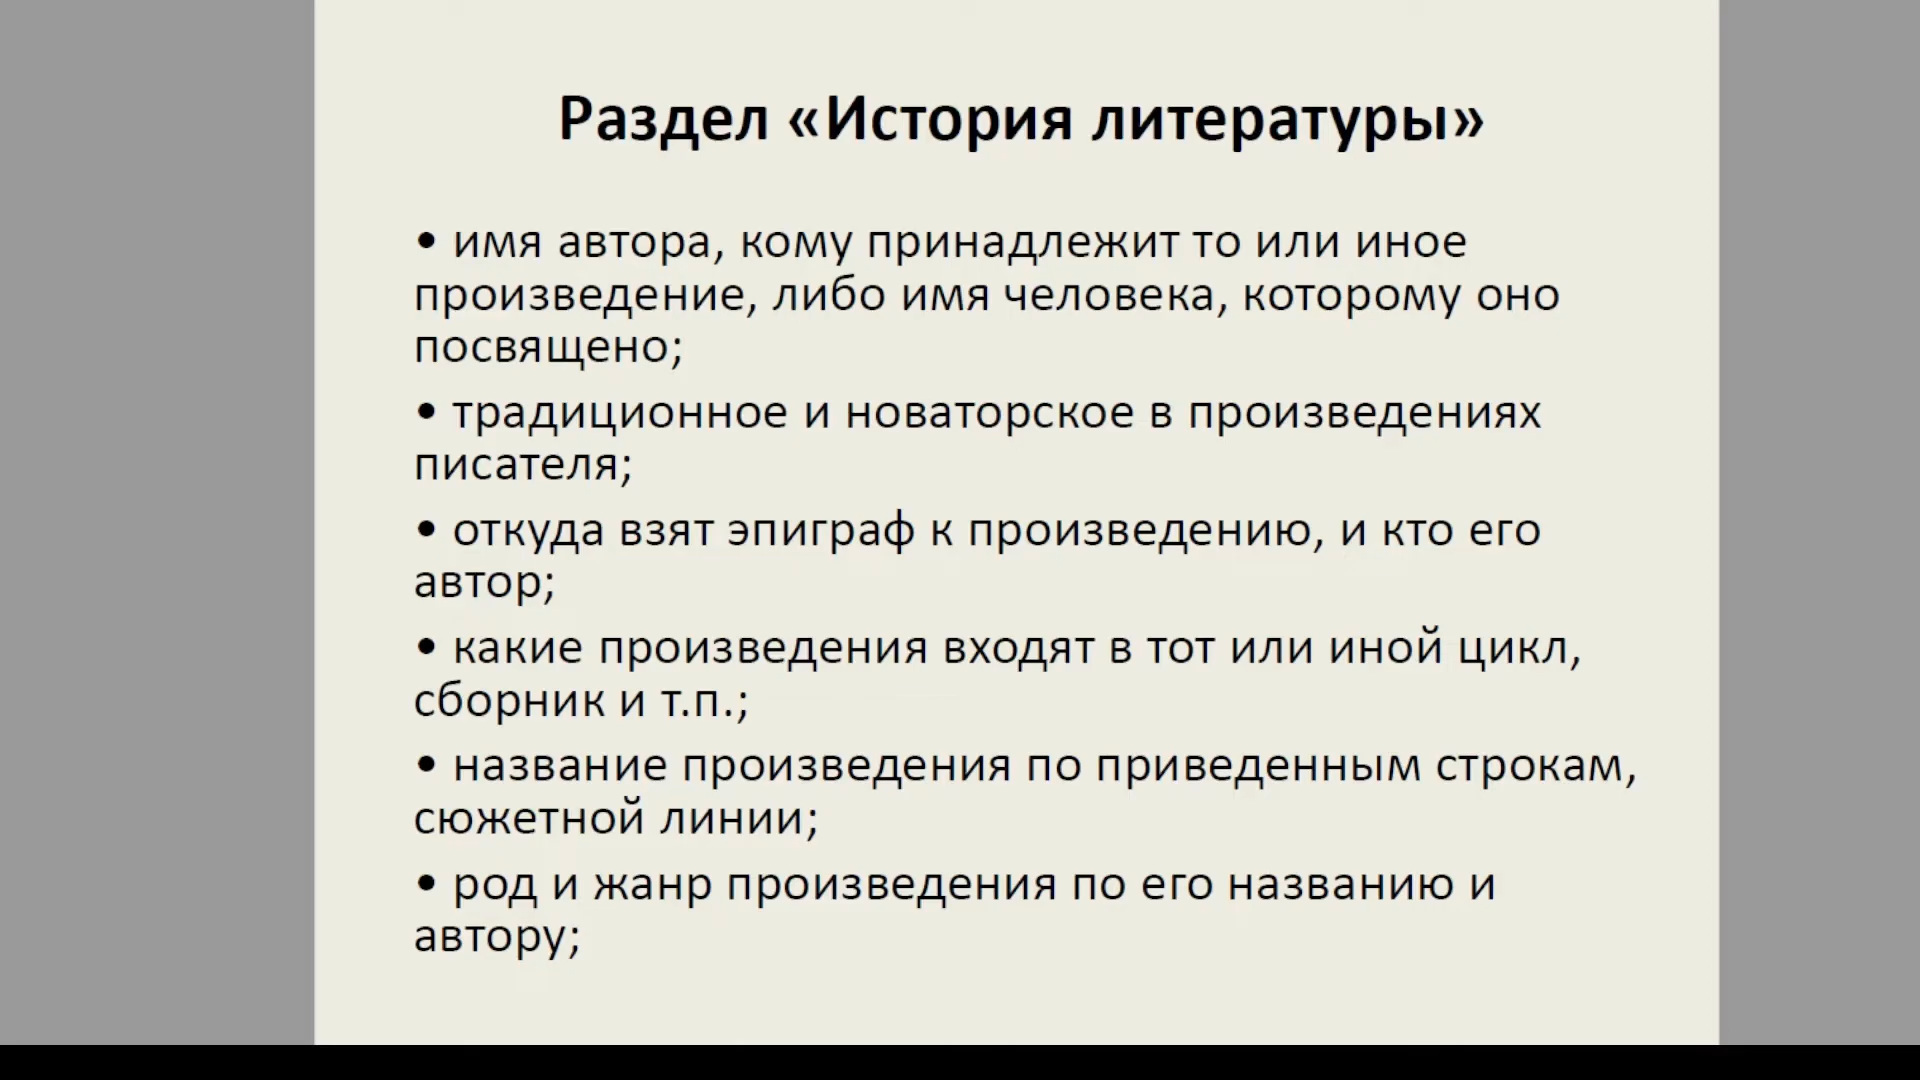 Раздел «История литературы»
• имя автора, кому принадлежит то или иное
произведение, либо имя человека, которому оно
посвящено;
• традиционное и новаторское в произведениях
писателя;
• откуда взят эпиграф к произведению, и кто его
автор;
• какие произведения входят в тот или иной цикл,
сборник и т.п.;
• название произведения по приведенным строкам,
сюжетной линии;
• род и жанр произведения по его названию и
автору;